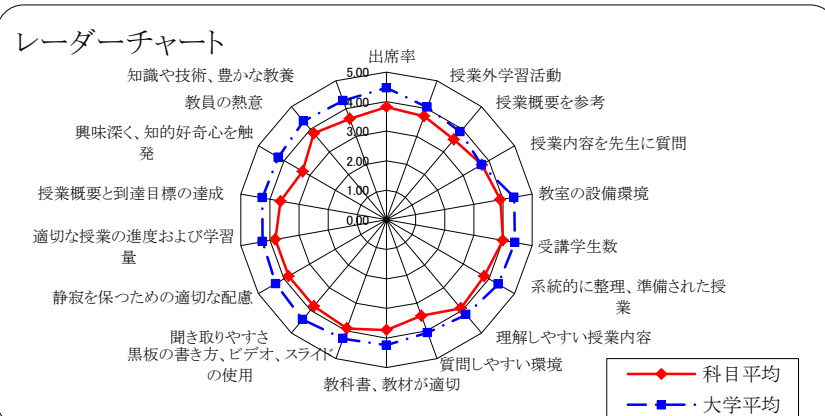 レーダーチャート
出席率
授業外学習活動
授業概要を参考
授業内容を先生に質問
教室の設備環境
受講学生数
系統的に整理、準備された授
業
理解しやすい授業内容
質問しやすい環境
教科書、教材が適切
黒板の書き方、ビデオ、スライド
の使用
聞き取りやすさ
静寂を保つための適切な配慮
適切な授業の進度および学習
量
授業概要と到達目標の達成
興味深く、知的好奇心を触
発
教員の熱意
知識や技術、豊かな教養
5.00
4.00
3.00
2.00
1.00
0.00
科目平均
大学平均